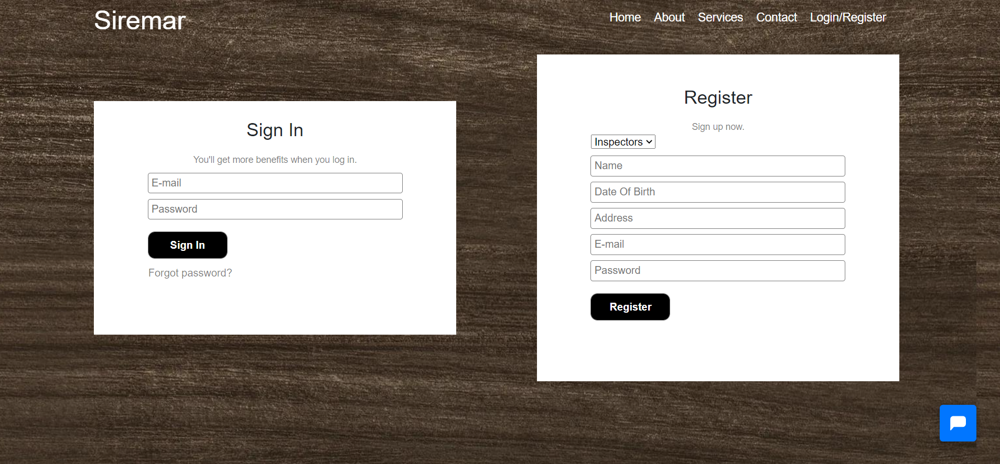 Siremar
Home About Services Contact Login/Register
Sign In
You'll get more benefits when you log in.
E-mail
Password
Sign In
Forgot password?
Register
Sign up now.
Inspectors
Name
Date Of Birth
Address
E-mail
Password
Register